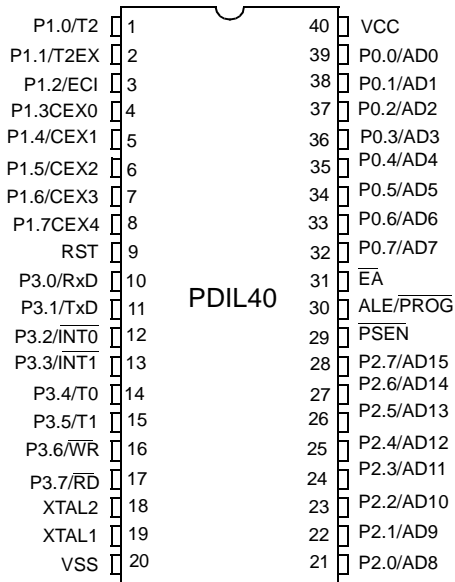 P1.0/T2 1 40 VCC
P1.1/T2EX 2 39 P0.0/AD0
P1.2/ECI 3 38 P0.1/AD1
P1.3CEX0 4 37 P0.2/AD2
P1.4/CEX1 5 36 P0.3/AD3
P1.5/CEX2 6 35 P0.4/AD4
P1.6/CEX3 7 34 P0.5/AD5
P1.7CEX4 8 33 P0.6/AD6
RST 9 32 P0.7/AD7
P3.0/RxD 10 31 E̅A̅
P3.1/TxD 11 PDIL40 30 ALE/P̅R̅O̅G̅
P3.2/I̅N̅T̅0̅ 12 29 P̅S̅E̅N̅
P3.3/I̅N̅T̅1̅ 13 28 P2.7/AD15
P3.4/T0 14 27 P2.6/AD14
P3.5/T1 15 26 P2.5/AD13
P3.6/W̅R̅ 16 25 P2.4/AD12
P3.7/R̅D̅ 17 24 P2.3/AD11
XTAL2 18 23 P2.2/AD10
XTAL1 19 22 P2.1/AD9
VSS 20 21 P2.0/AD8